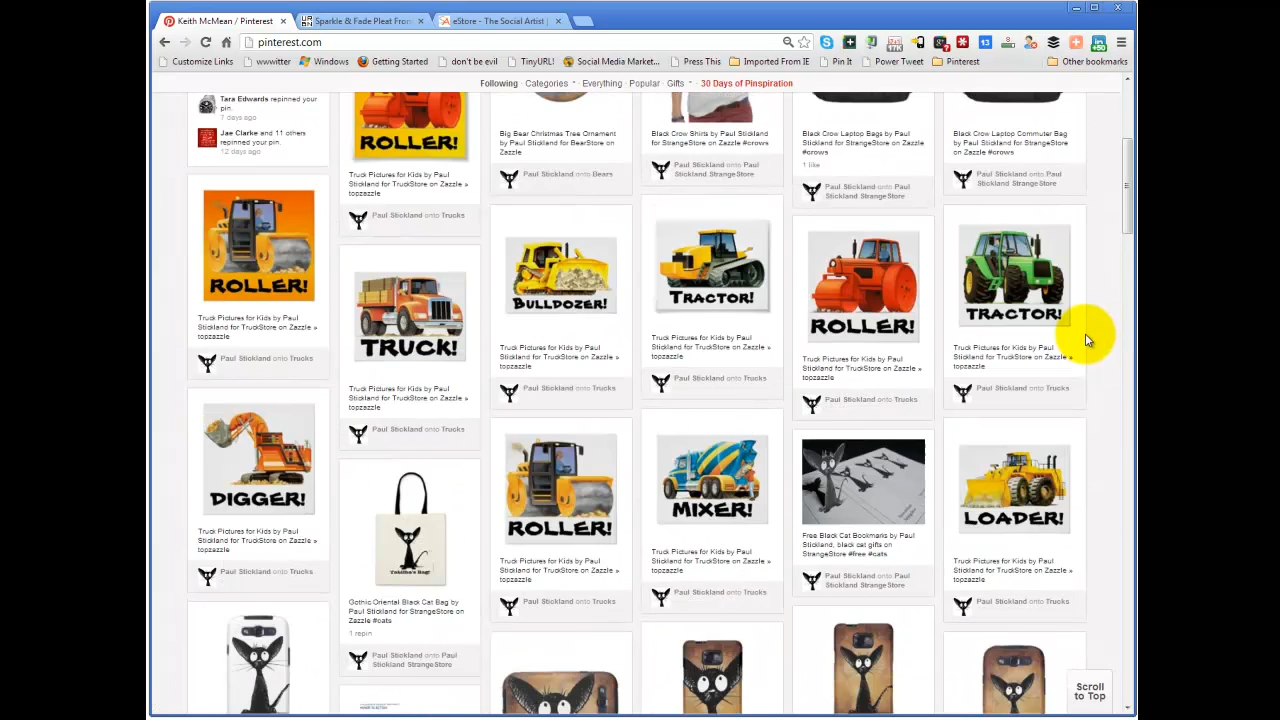 Keith McMean / Pinterest
Sparkle & Fade Pleat Fron
eStore - The Social Artist |
pinterest.com
Customize Links
wwwitter
Windows
Getting Started
don't be evil
TinyURL!
Social Media Market...
Press This
Imported From IE
Pin It
Power Tweet
Pinterest
Other bookmarks
Following Categories Everything Popular Gifts 30 Days of Pinspiration
Tara Edwards repinned your
pin.
7 days ago
Jae Clarke and 11 others
repinned your pin.
12 days ago
ROLLER!
Truck Pictures for Kids by Paul
Stickland for TruckStore on Zazzle »
topzazzle
Paul Stickland onto Trucks
DIGGER!
Truck Pictures for Kids by Paul
Stickland for TruckStore on Zazzle »
topzazzle
Paul Stickland onto Trucks
ROLLER!
Truck Pictures for Kids by Paul
Stickland for TruckStore on Zazzle »
topzazzle
Paul Stickland onto Trucks
TRUCK!
Truck Pictures for Kids by Paul
Stickland for TruckStore on Zazzle »
topzazzle
Paul Stickland onto Trucks
Tabitha's Bag!
Gothic Oriental Black Cat Bag by
Paul Stickland for StrangeStore on
Zazzle #cats
1 repin
Paul Stickland onto Paul
Stickland StrangeStore
Big Bear Christmas Tree Ornament
by Paul Stickland for BearStore on
Zazzle
Paul Stickland onto Bears
BULLDOZER!
Truck Pictures for Kids by Paul
Stickland for TruckStore on Zazzle »
topzazzle
Paul Stickland onto Trucks
ROLLER!
Truck Pictures for Kids by Paul
Stickland for TruckStore on Zazzle »
topzazzle
Paul Stickland onto Trucks
Black Crow Shirts by Paul Stickland
for StrangeStore on Zazzle #crows
Paul Stickland onto Paul
Stickland StrangeStore
TRACTOR!
Truck Pictures for Kids by Paul
Stickland for TruckStore on Zazzle »
topzazzle
Paul Stickland onto Trucks
MIXER!
Truck Pictures for Kids by Paul
Stickland for TruckStore on Zazzle »
topzazzle
Paul Stickland onto Trucks
Black Crow Laptop Bags by Paul
Stickland for StrangeStore on Zazzle
#crows
1 like
Paul Stickland onto Paul
Stickland StrangeStore
ROLLER!
Truck Pictures for Kids by Paul
Stickland for TruckStore on Zazzle »
topzazzle
Paul Stickland onto Trucks
Free Black Cat Bookmarks by Paul
Stickland, black cat gifts on
StrangeStore #free #cats
Paul Stickland onto Paul
Stickland StrangeStore
Black Crow Laptop Commuter Bag
by Paul Stickland for StrangeStore
on Zazzle #crows
Paul Stickland onto Paul
Stickland StrangeStore
TRACTOR!
Truck Pictures for Kids by Paul
Stickland for TruckStore on Zazzle »
topzazzle
Paul Stickland onto Trucks
LOADER!
Truck Pictures for Kids by Paul
Stickland for TruckStore on Zazzle »
topzazzle
Paul Stickland onto Trucks
Scroll
to Top